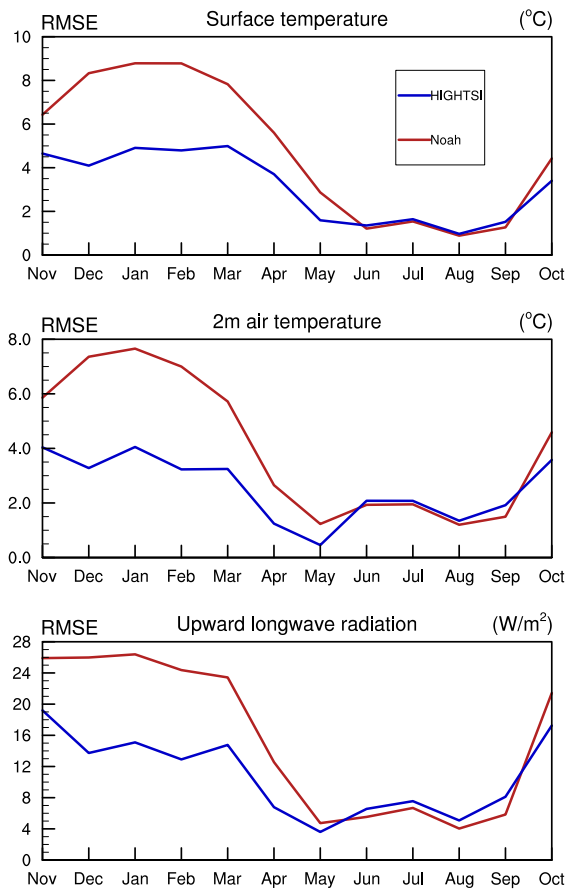 RMSE Surface temperature (°C)
10
8
6
4
2
0
HIGHTSI
Noah
Nov Dec Jan Feb Mar Apr May Jun Jul Aug Sep Oct
RMSE 2m air temperature (°C)
8.0
6.0
4.0
2.0
0.0
Nov Dec Jan Feb Mar Apr May Jun Jul Aug Sep Oct
RMSE Upward longwave radiation (W/m²)
28
24
20
16
12
8
4
0
Nov Dec Jan Feb Mar Apr May Jun Jul Aug Sep Oct